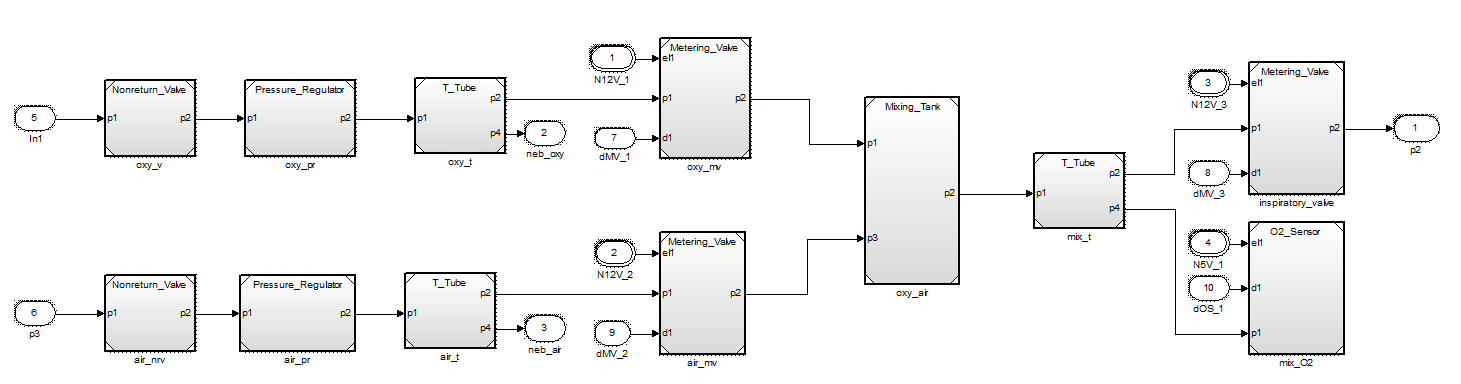 5
In1
Nonreturn_Valve
p1
p2
oxy_v
Pressure_Regulator
p1
p2
oxy_pr
T_Tube
p1
p2
p4
oxy_t
2
neb_oxy
1
N12V_1
7
dMV_1
Metering_Valve
el1
p1
p2
d1
oxy_mv
6
p3
Nonreturn_Valve
p1
p2
air_nrv
Pressure_Regulator
p1
p2
air_pr
T_Tube
p2
p1
p4
air_t
3
neb_air
2
N12V_2
9
dMV_2
Metering_Valve
el1
p1
p2
d1
air_mv
Mixing_Tank
p1
p2
p3
oxy_air
T_Tube
p2
p1
p4
mix_t
3
N12V_3
8
dMV_3
Metering_Valve
el1
p1
p2
d1
inspiratory_valve
1
p2
4
N5V_1
10
dOS_1
O2_Sensor
el1
d1
p1
mix_O2